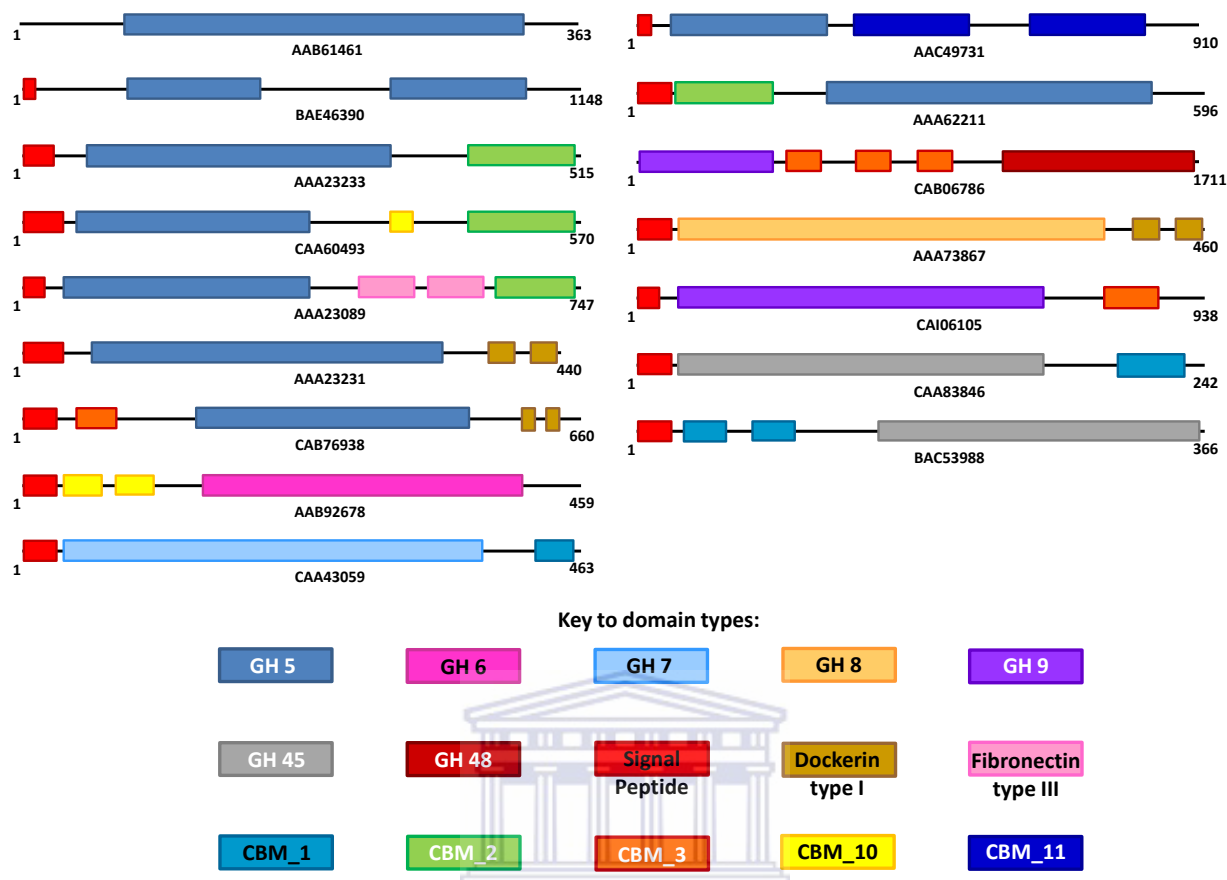 1 363
AAB61461
1 1148
BAE46390
1 515
AAA23233
1 570
CAA60493
1 747
AAA23089
1 440
AAA23231
1 660
CAB76938
1 459
AAB92678
1 463
CAA43059
1 910
AAC49731
1 596
AAA62211
1 1711
CAB06786
1 460
AAA73867
1 938
CAI06105
1 242
CAA83846
1 366
BAC53988
Key to domain types:
GH 5 GH 6 GH 7 GH 8 GH 9
GH 45 GH 48 Signal Peptide Dockerin type I Fibronectin type III
CBM_1 CBM_2 CBM_3 CBM_10 CBM_11